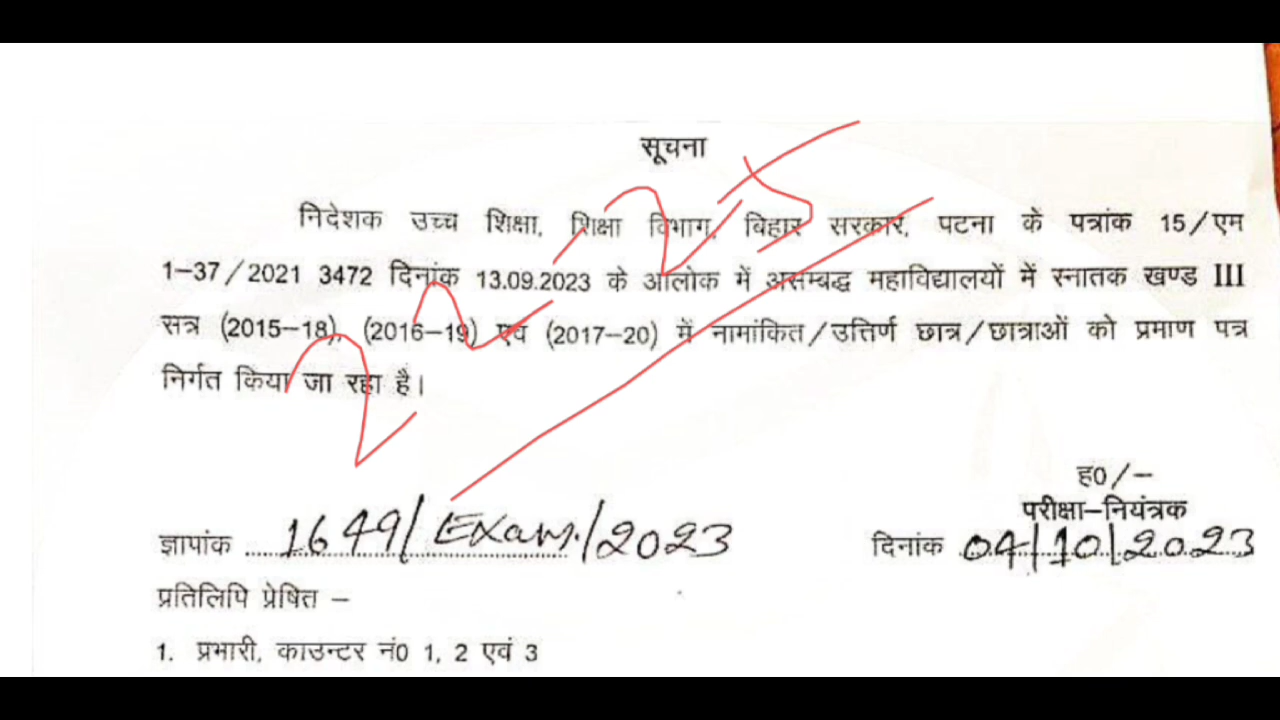 सूचना
निदेशक उच्च शिक्षा, शिक्षा विभाग, बिहार सरकार, पटना के पत्रांक 15/एम
1-37/2021 3472 दिनांक 13.09.2023 के आलोक में असम्बद्ध महाविद्यालयों में स्नातक खण्ड III
सत्र (2015-18), (2016-19) एवं (2017-20) में नामांकित/उत्तिर्ण छात्र/छात्राओं को प्रमाण पत्र
निर्गत किया जा रहा है।
ह0/-
परीक्षा-नियंत्रक
ज्ञापांक 1649/Exam./2023 दिनांक 04/10/2023
प्रतिलिपि प्रेषित -
1. प्रभारी, काउन्टर नं0 1, 2 एवं 3